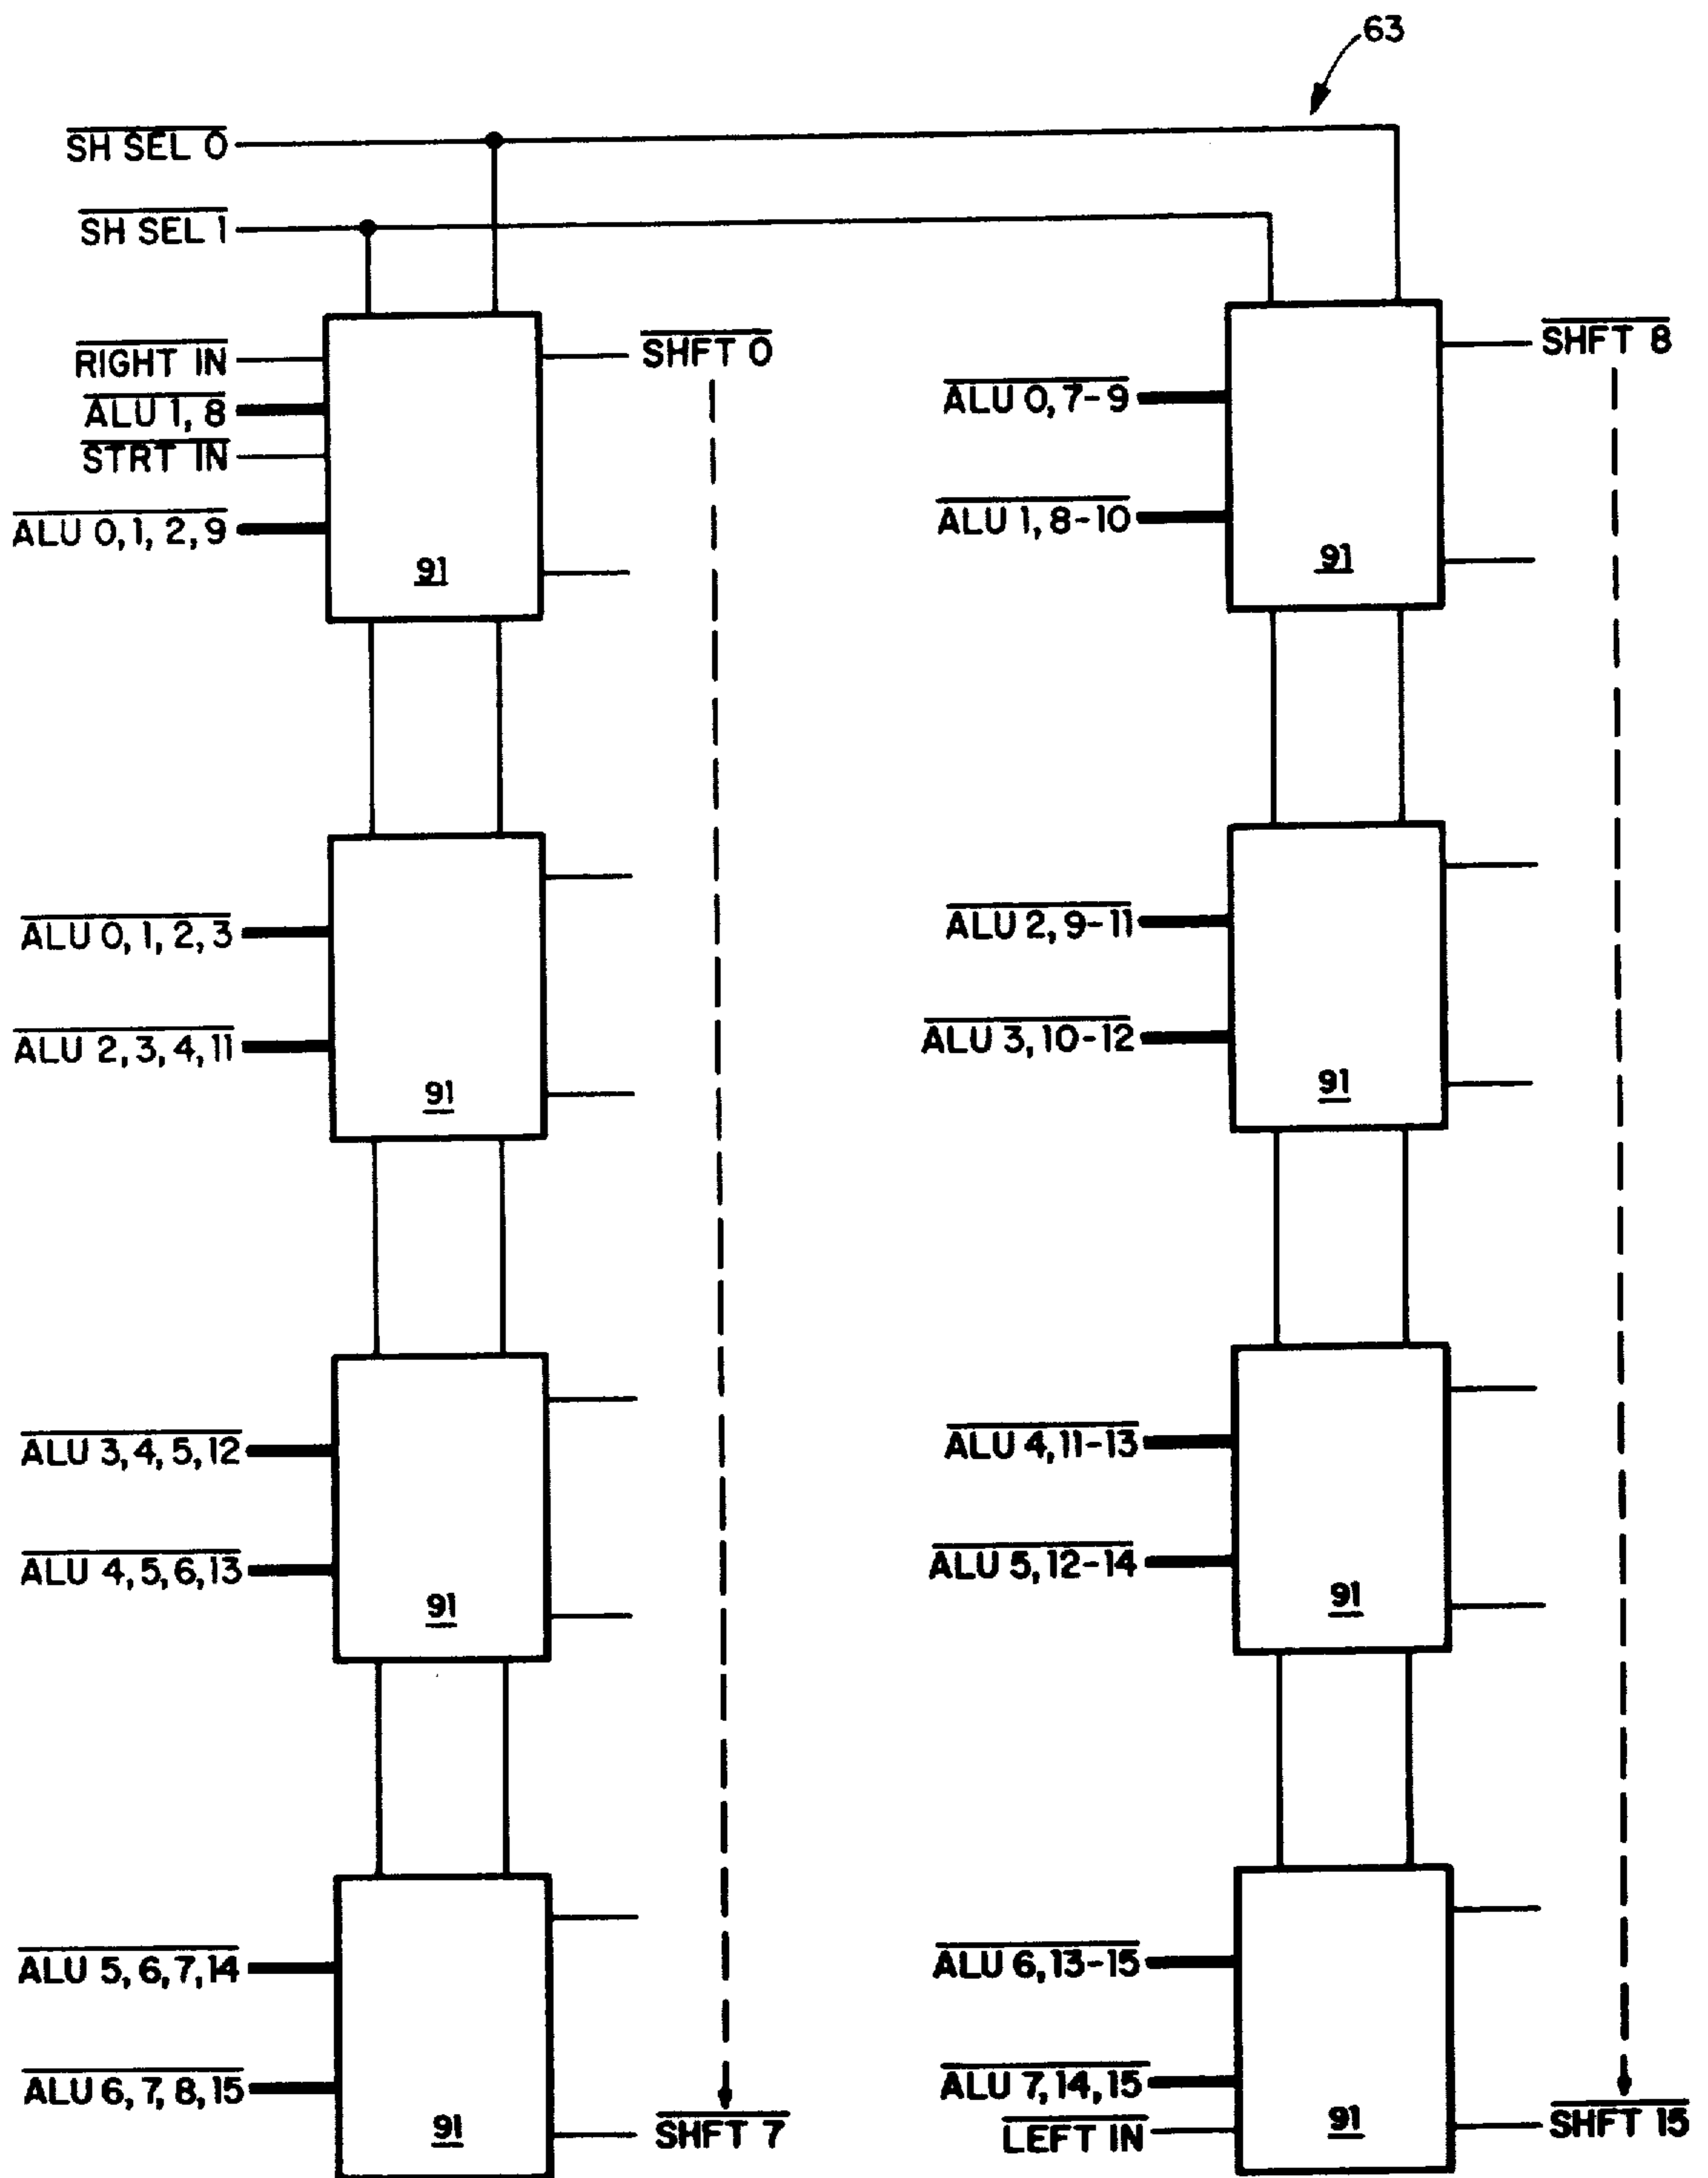 63
SH SEL 0
SH SEL 1
RIGHT IN
ALU 1, 8
STRT IN
ALU 0, 1, 2, 9
91
SHFT 0
ALU 0, 1, 2, 3
ALU 2, 3, 4, 11
91
ALU 3, 4, 5, 12
ALU 4, 5, 6, 13
91
ALU 5, 6, 7, 14
ALU 6, 7, 8, 15
91
SHFT 7
ALU 0, 7-9
ALU 1, 8-10
91
SHFT 8
ALU 2, 9-11
ALU 3, 10-12
91
ALU 4, 11-13
ALU 5, 12-14
91
ALU 6, 13-15
ALU 7, 14, 15
LEFT IN
91
SHFT 15